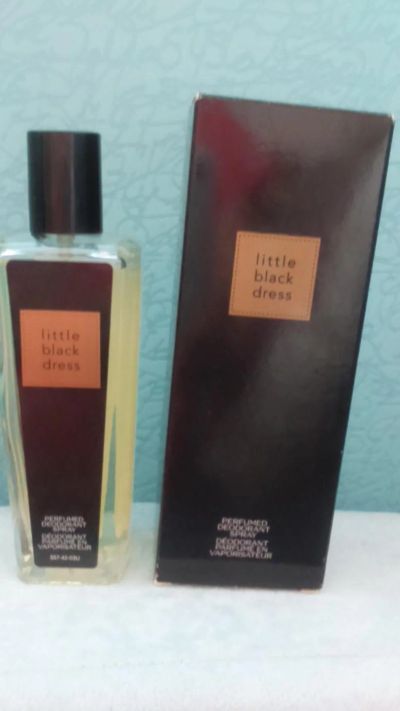 little
black
dress
PERFUMED
DEODORANT
SPRAY
DÉODORANT
PARFUMÉ EN
VAPORISATEUR
little
black
dress
PERFUMED
DEODORANT
SPRAY
DÉODORANT
PARFUMÉ EN
VAPORISATEUR